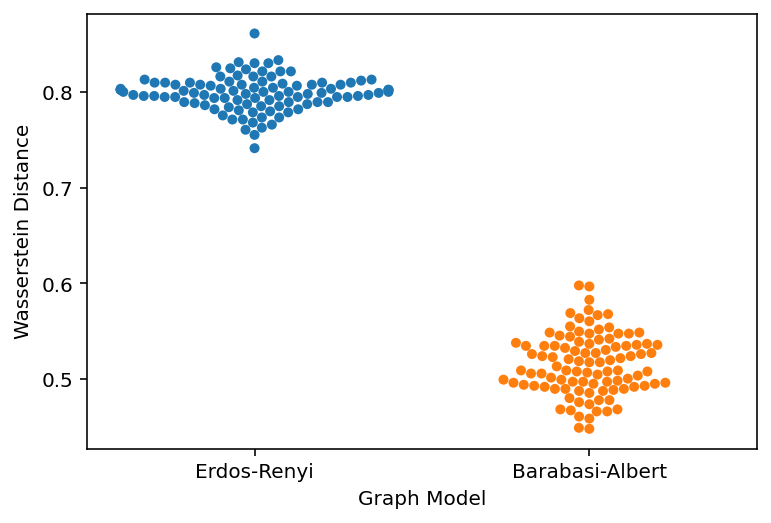 Wasserstein Distance
0.8
0.7
0.6
0.5
Erdos-Renyi
Barabasi-Albert
Graph Model